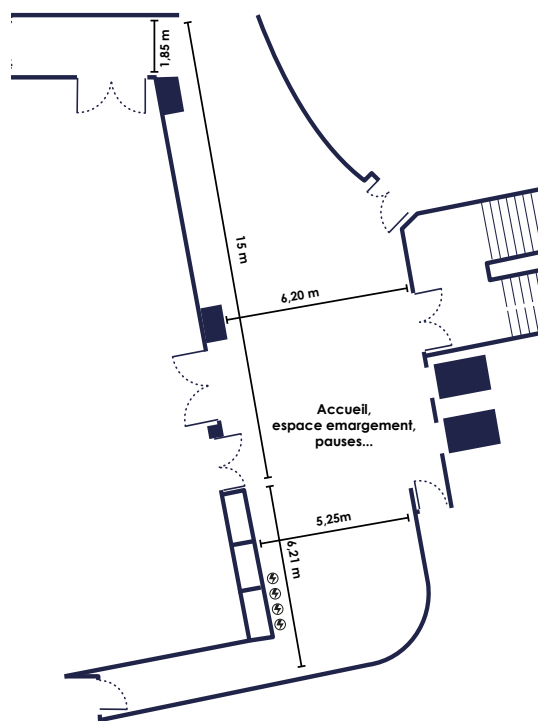 1,85 m
15 m
6,20 m
Accueil,
espace emargement,
pauses...
5,25m
6,21 m